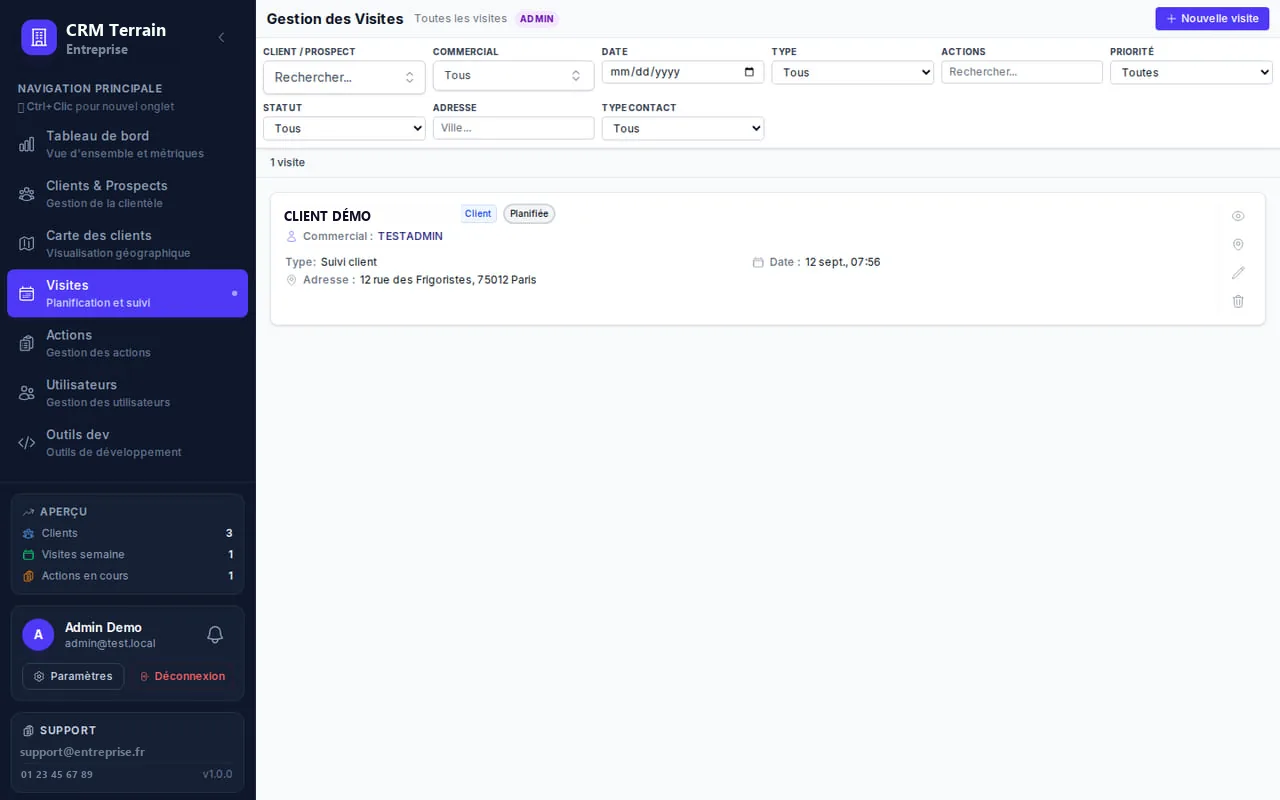 CRM Terrain
Entreprise
NAVIGATION PRINCIPALE
Ctrl+Clic pour nouvel onglet
Tableau de bord
Vue d'ensemble et métriques
Clients & Prospects
Gestion de la clientèle
Carte des clients
Visualisation géographique
Visites
Planification et suivi
Actions
Gestion des actions
Utilisateurs
Gestion des utilisateurs
Outils dev
Outils de développement
APERÇU
Clients 3
Visites semaine 1
Actions en cours 1
A
Admin Demo
admin@test.local
Paramètres Déconnexion
SUPPORT
support@entreprise.fr
01 23 45 67 89 v1.0.0
Gestion des Visites Toutes les visites ADMIN + Nouvelle visite
CLIENT / PROSPECT COMMERCIAL DATE TYPE ACTIONS PRIORITÉ
Rechercher... Tous mm/dd/yyyy Tous Rechercher... Toutes
STATUT ADRESSE TYPE CONTACT
Tous Ville... Tous
1 visite
CLIENT DÉMO Client Planifiée
Commercial : TESTADMIN
Type: Suivi client Date : 12 sept., 07:56
Adresse : 12 rue des Frigoristes, 75012 Paris